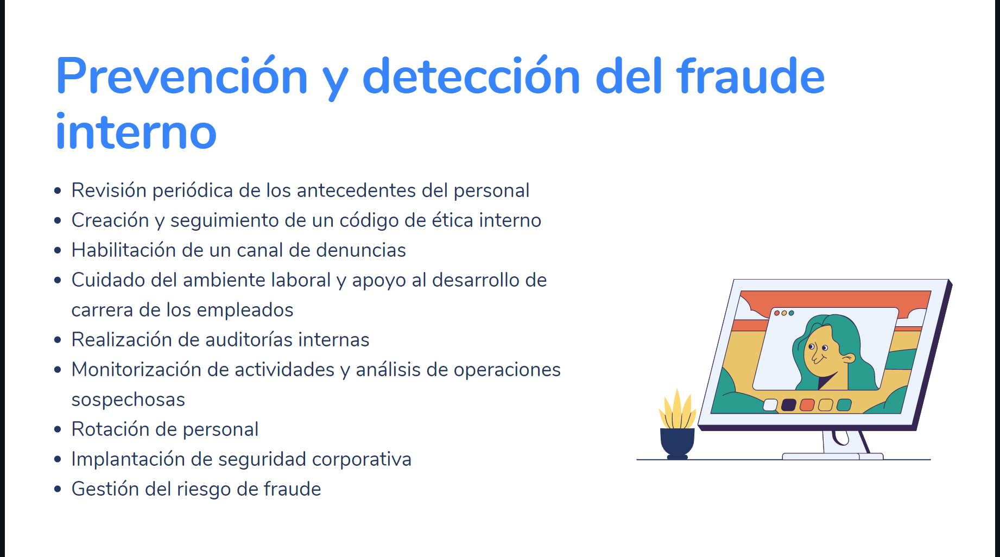 Prevención y detección del fraude
interno
• Revisión periódica de los antecedentes del personal
• Creación y seguimiento de un código de ética interno
• Habilitación de un canal de denuncias
• Cuidado del ambiente laboral y apoyo al desarrollo de
carrera de los empleados
• Realización de auditorías internas
• Monitorización de actividades y análisis de operaciones
sospechosas
• Rotación de personal
• Implantación de seguridad corporativa
• Gestión del riesgo de fraude